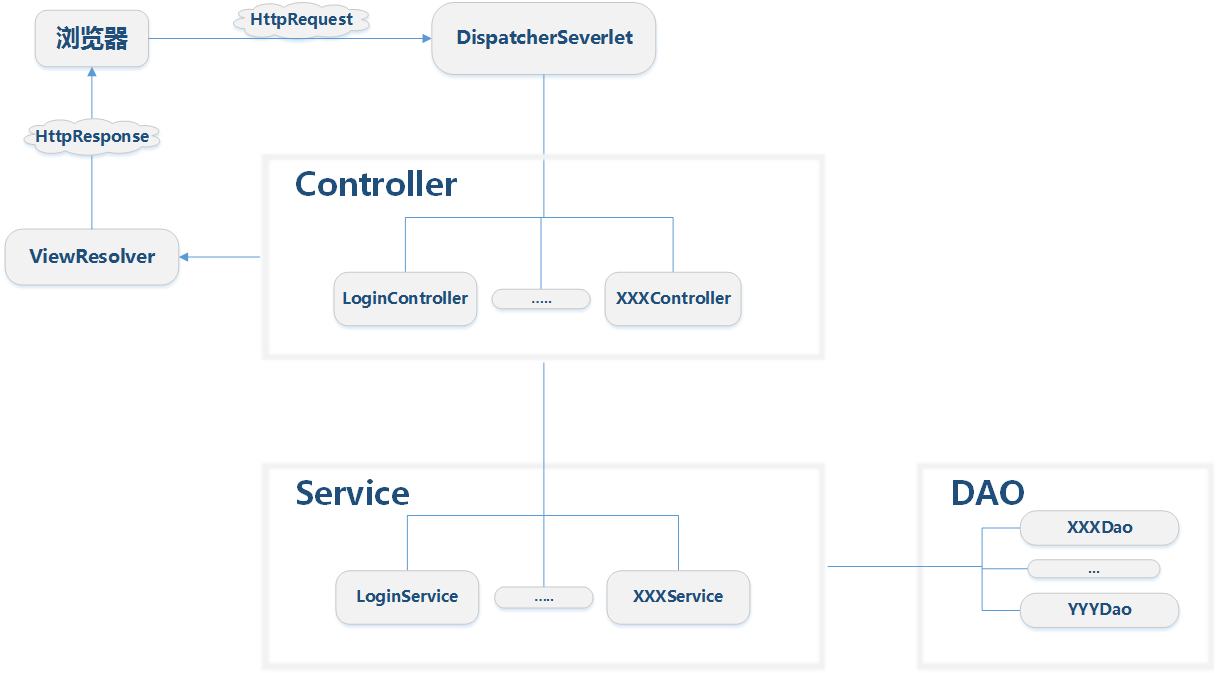 浏览器
HttpRequest
DispatcherSeverlet
HttpResponse
ViewResolver
Controller
LoginController
.....
XXXController
Service
LoginService
.....
XXXService
DAO
XXXDao
...
YYYDao